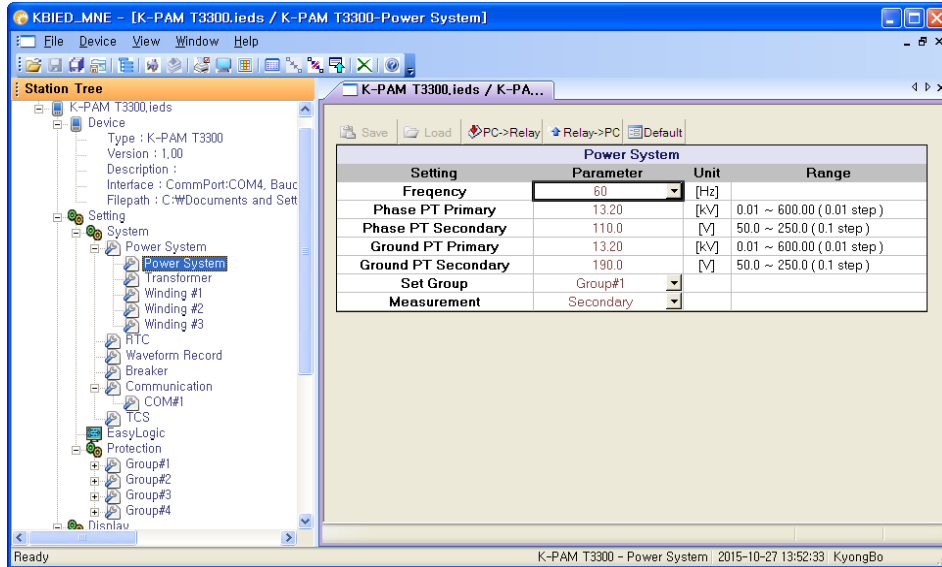 KBIED_MNE - [K-PAM T3300.ieds / K-PAM T3300-Power System]
File Device View Window Help
Station Tree
K-PAM T3300.ieds / K-PA...
K-PAM T3300.ieds
Device
Type : K-PAM T3300
Version : 1.00
Description :
Interface : CommPort:COM4, Bauc
Filepath : C:₩Documents and Sett
Setting
System
Power System
Power System
Transformer
Winding #1
Winding #2
Winding #3
RTC
Waveform Record
Breaker
Communication
COM#1
TCS
EasyLogic
Protection
Group#1
Group#2
Group#3
Group#4
Display
Save Load PC->Relay Relay->PC Default
Power System
Setting Parameter Unit Range
Freqency 60 [Hz]
Phase PT Primary 13.20 [kV] 0.01 ~ 600.00 ( 0.01 step )
Phase PT Secondary 110.0 [V] 50.0 ~ 250.0 ( 0.1 step )
Ground PT Primary 13.20 [kV] 0.01 ~ 600.00 ( 0.01 step )
Ground PT Secondary 190.0 [V] 50.0 ~ 250.0 ( 0.1 step )
Set Group Group#1
Measurement Secondary
Ready K-PAM T3300 - Power System 2015-10-27 13:52:33 KyongBo